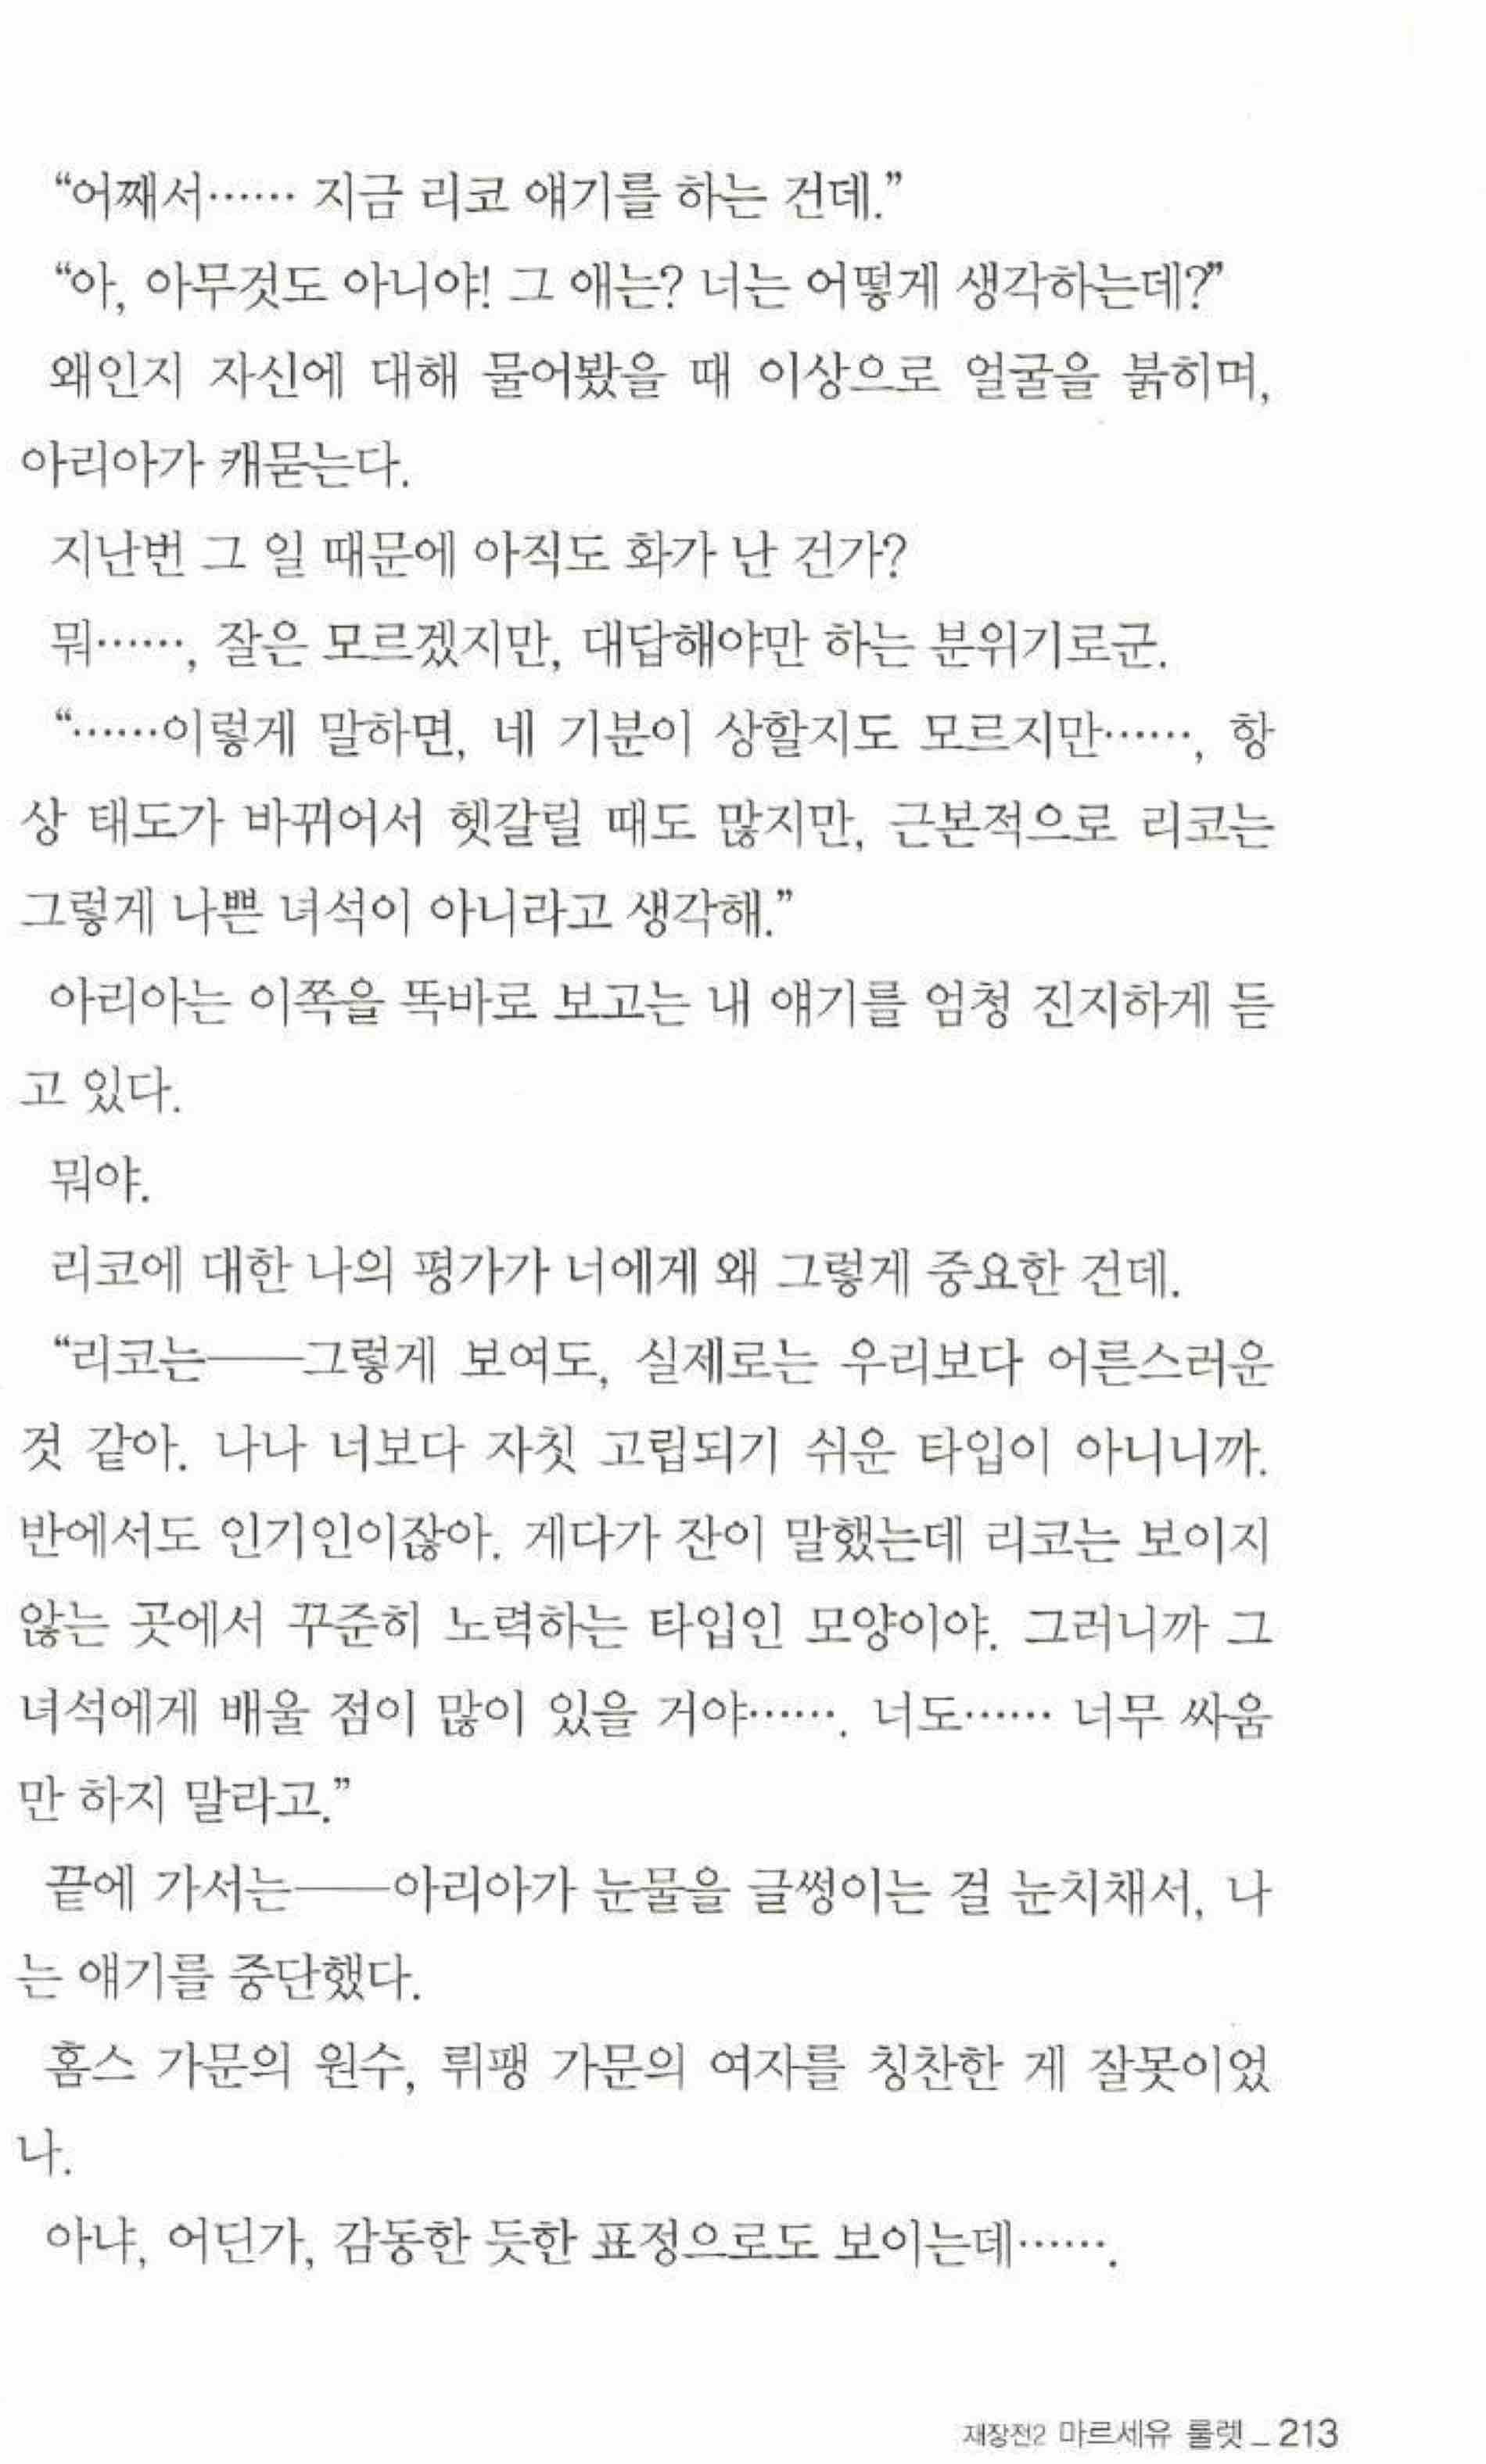 “어째서…… 지금 리코 얘기를 하는 건데.”
“아, 아무것도 아니야! 그 애는? 너는 어떻게 생각하는데?”
왜인지 자신에 대해 물어봤을 때 이상으로 얼굴을 붉히며,
아리아가 캐묻는다.
지난번 그 일 때문에 아직도 화가 난 건가?
뭐……, 잘은 모르겠지만, 대답해야만 하는 분위기로군.
“……이렇게 말하면, 네 기분이 상할지도 모르지만……, 항
상 태도가 바뀌어서 헷갈릴 때도 많지만, 근본적으로 리코는
그렇게 나쁜 녀석이 아니라고 생각해.”
아리아는 이쪽을 똑바로 보고는 내 얘기를 엄청 진지하게 듣
고 있다.
뭐야.
리코에 대한 나의 평가가 너에게 왜 그렇게 중요한 건데.
“리코는──그렇게 보여도, 실제로는 우리보다 어른스러운
것 같아. 나나 너보다 자칫 고립되기 쉬운 타입이 아니니까.
반에서도 인기인이잖아. 게다가 잔이 말했는데 리코는 보이지
않는 곳에서 꾸준히 노력하는 타입인 모양이야. 그러니까 그
녀석에게 배울 점이 많이 있을 거야……. 너도…… 너무 싸움
만 하지 말라고.”
끝에 가서는──아리아가 눈물을 글썽이는 걸 눈치채서, 나
는 얘기를 중단했다.
홈스 가문의 원수, 뤼팽 가문의 여자를 칭찬한 게 잘못이었
나.
아냐, 어딘가, 감동한 듯한 표정으로도 보이는데…….
재장전2 마르세유 룰렛 _ 213